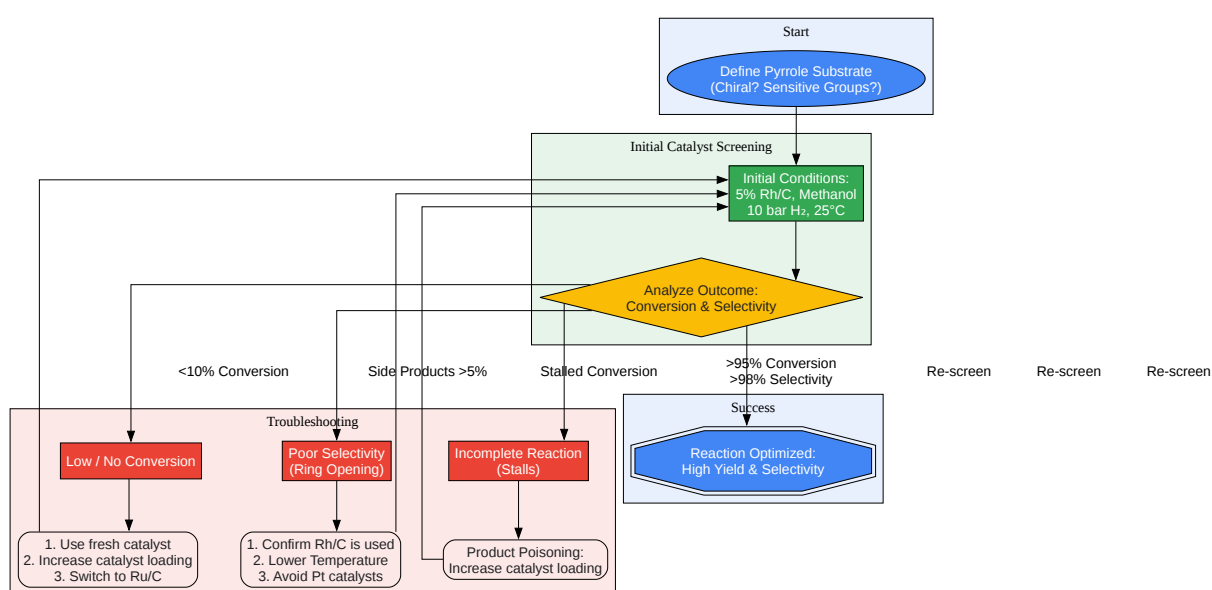 Start
Define Pyrrole Substrate
(Chiral? Sensitive Groups?)
Initial Catalyst Screening
Initial Conditions:
5% Rh/C, Methanol
10 bar H₂, 25°C
Analyze Outcome:
Conversion & Selectivity
<10% Conversion
Side Products >5%
Stalled Conversion
>95% Conversion
>98% Selectivity
Re-screen
Re-screen
Re-screen
Troubleshooting
Success
Low / No Conversion
Poor Selectivity
(Ring Opening)
Incomplete Reaction
(Stalls)
Reaction Optimized:
High Yield & Selectivity
1. Use fresh catalyst
2. Increase catalyst loading
3. Switch to Ru/C
1. Confirm Rh/C is used
2. Lower Temperature
3. Avoid Pt catalysts
Product Poisoning:
Increase catalyst loading